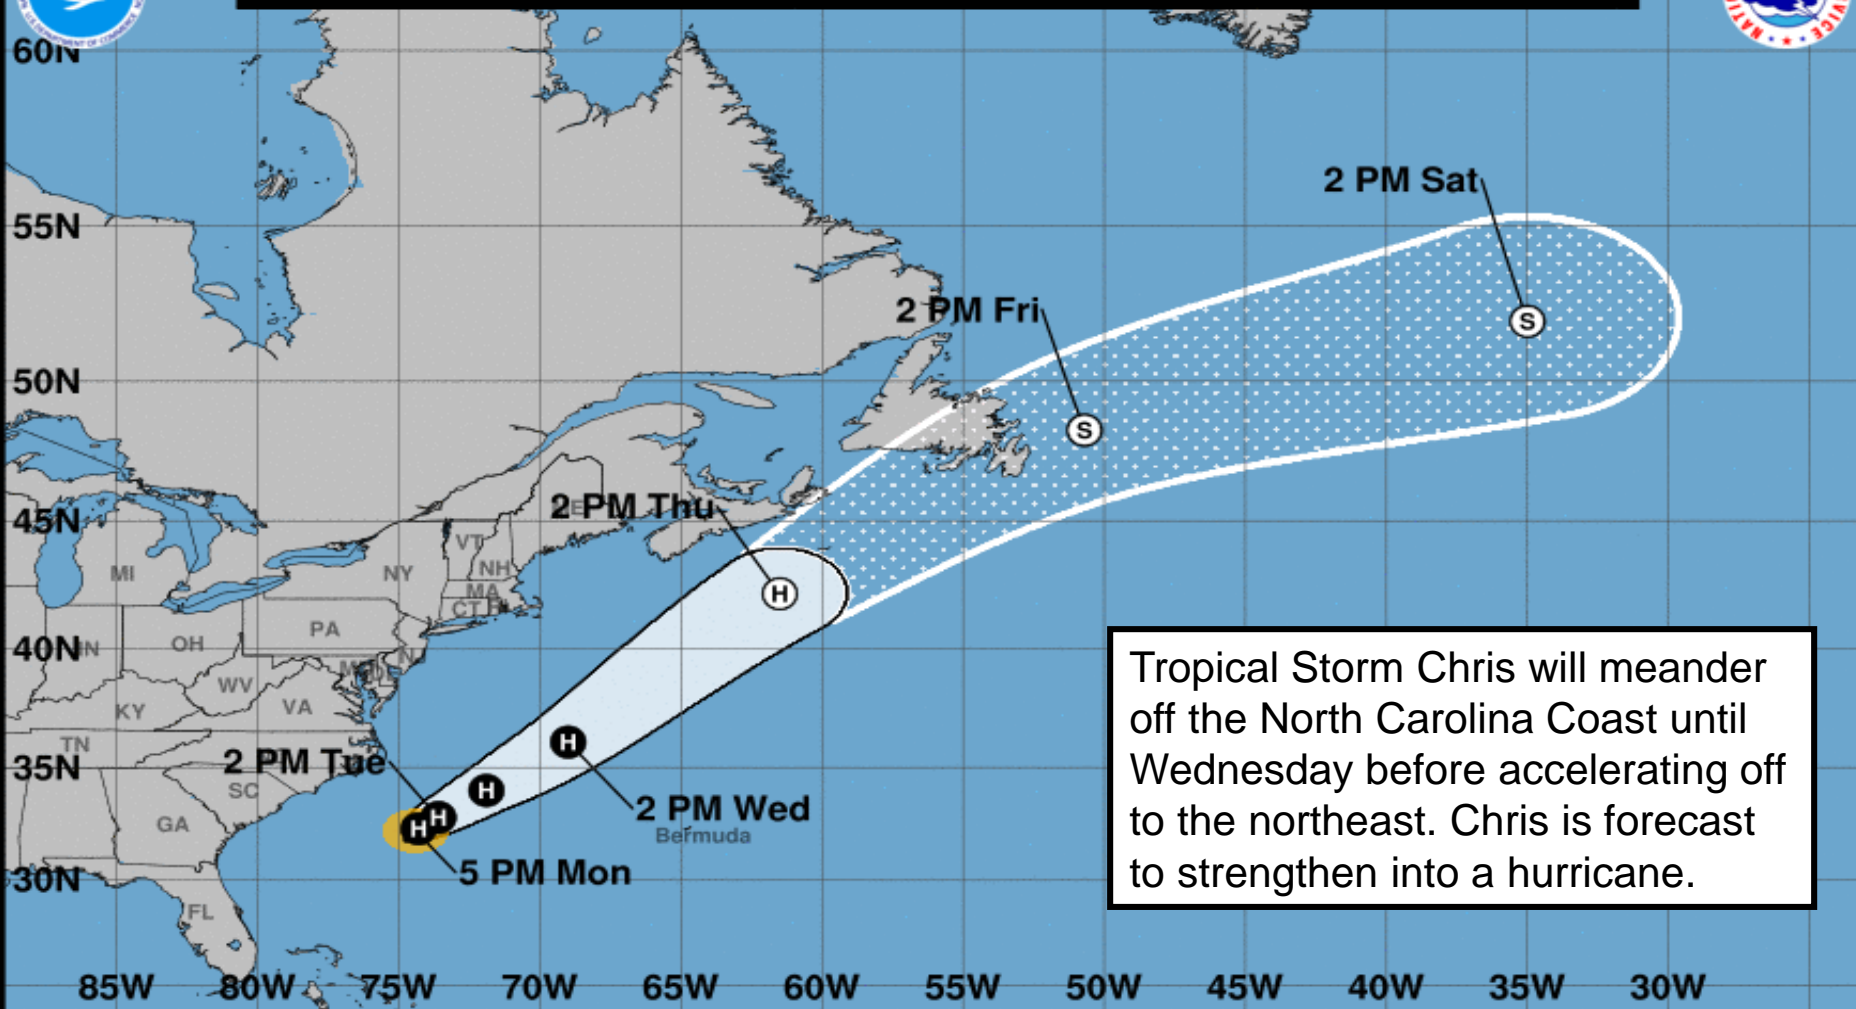 U.S. DEPARTMENT OF COMMERCE
60N
2 PM Sat
55N
S
2 PM Fri
50N
S
2 PM Thu
45N
VT
NH
MI
NY
MA
CT
H
PA
OH
40N
WV
KY
VA
TN
H
2 PM Tue
35N
SC
H
2 PM Wed
Bermuda
GA
H
H
5 PM Mon
30N
FL
Tropical Storm Chris will meander
off the North Carolina Coast until
Wednesday before accelerating off
to the northeast. Chris is forecast
to strengthen into a hurricane.
85W 80W 75W 70W 65W 60W 55W 50W 45W 40W 35W 30W